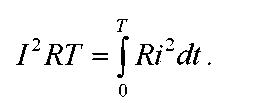 I²RT = ∫₀ᵀ Ri²dt.